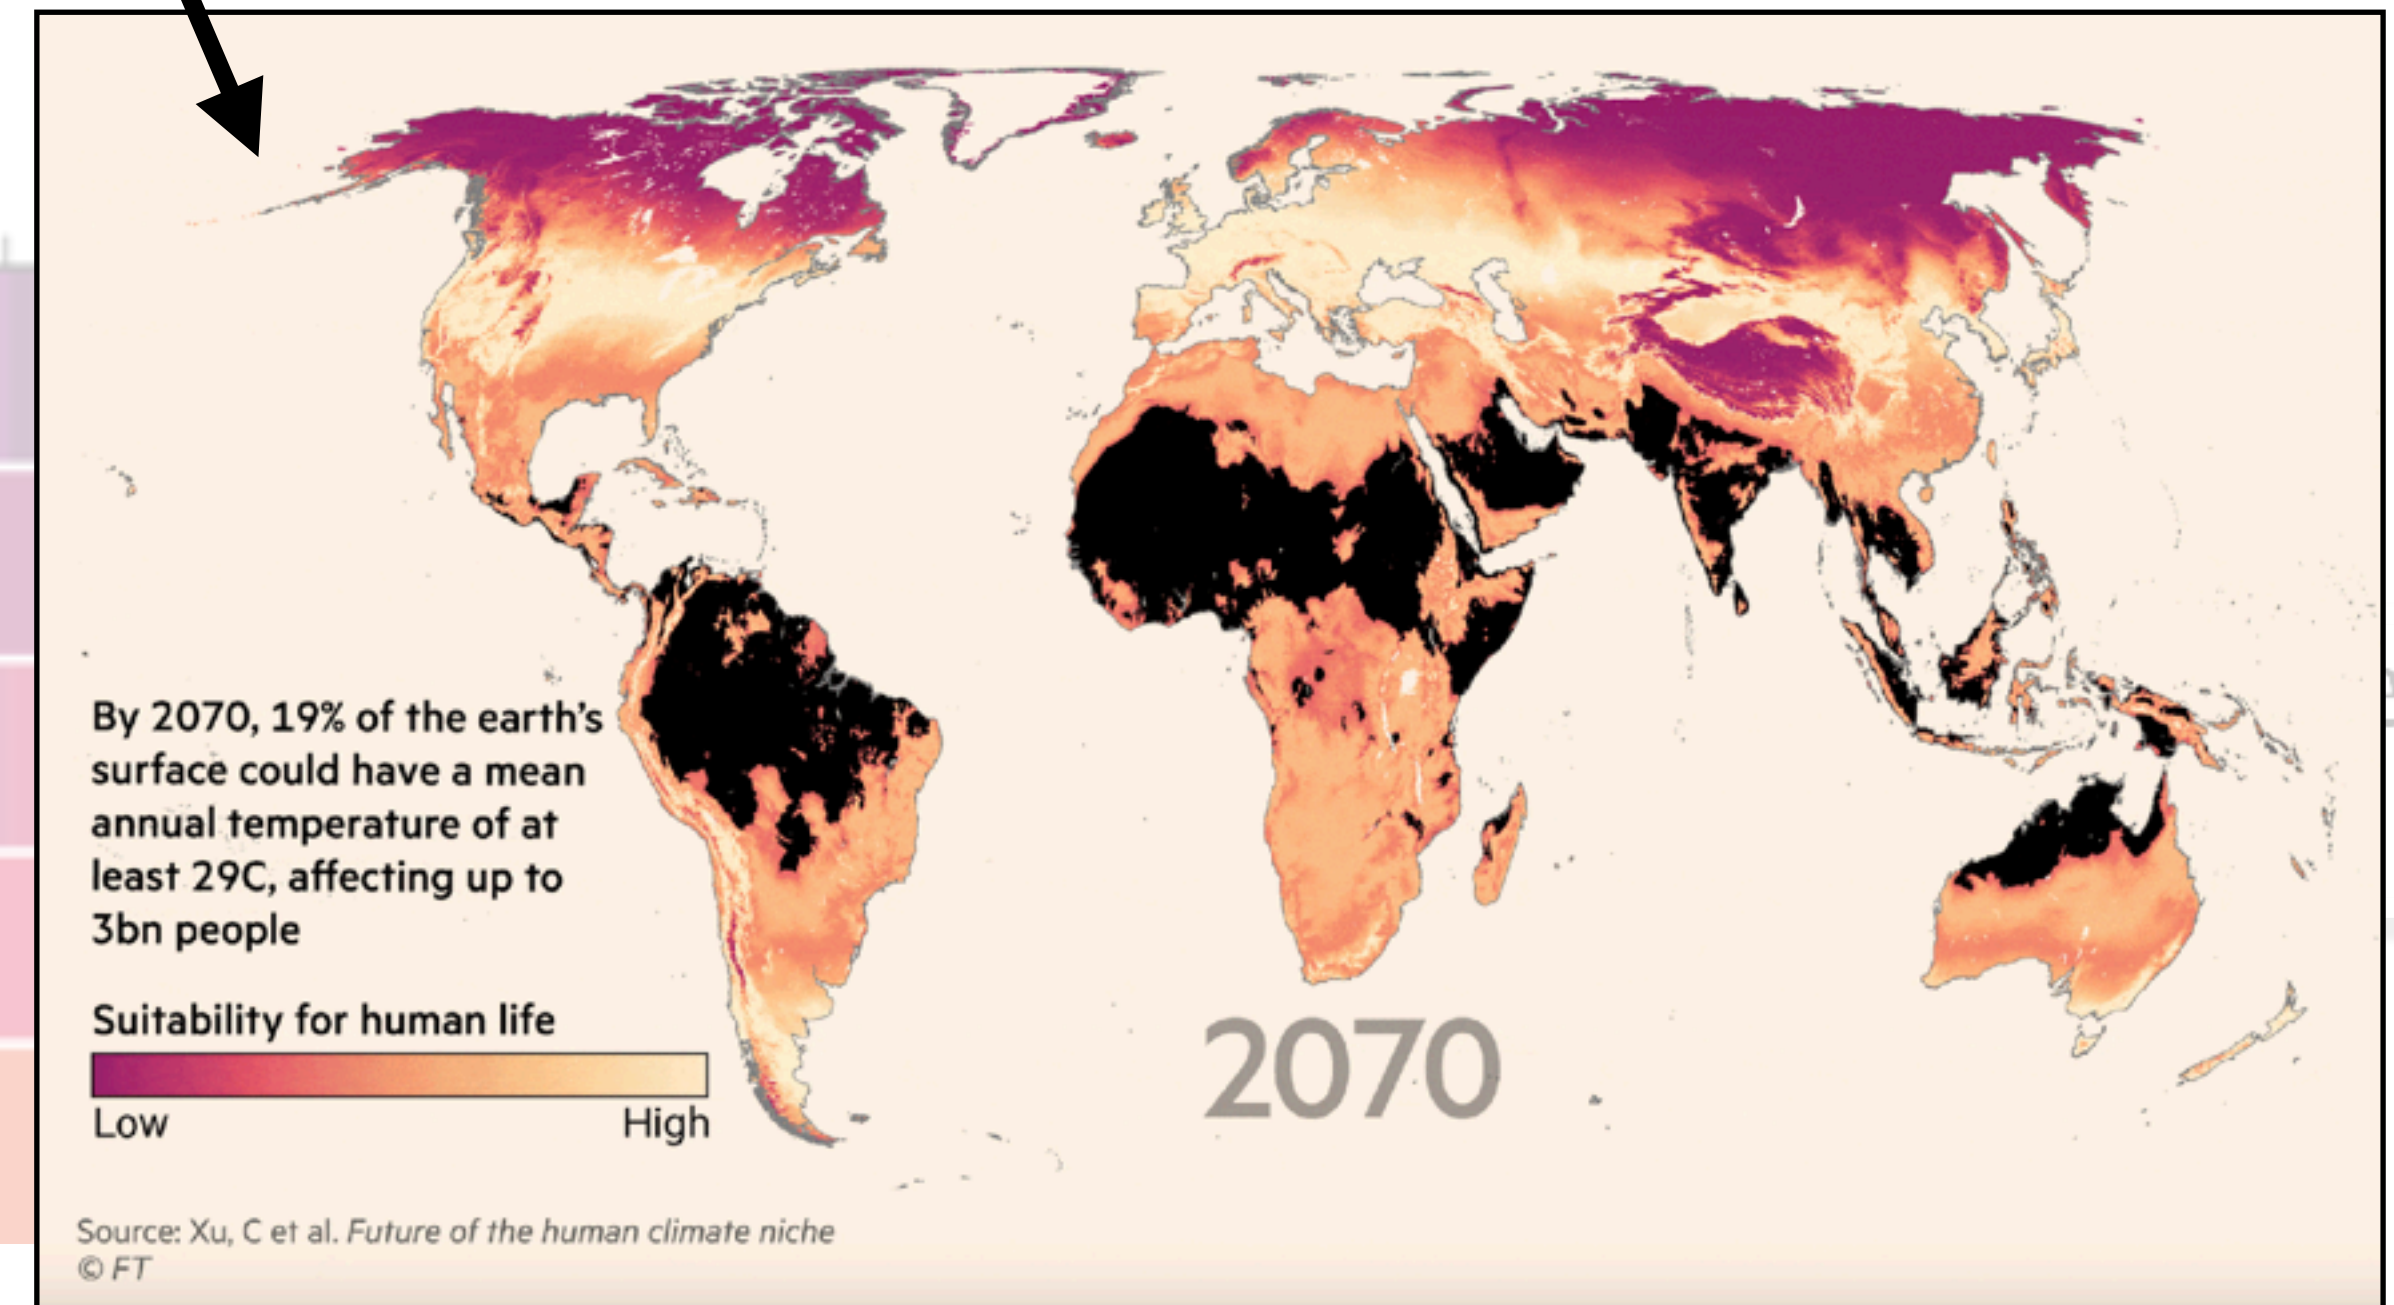 By 2070, 19% of the earth's
surface could have a mean
annual temperature of at
least 29C, affecting up to
3bn people
Suitability for human life
Low High
2070
Source: Xu, C et al. Future of the human climate niche
© FT